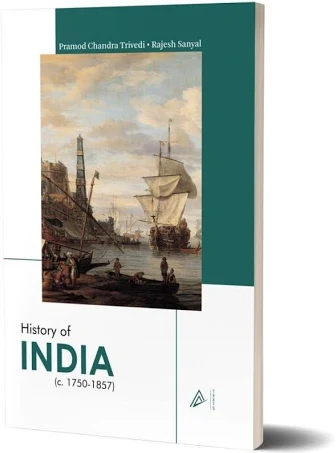 Pramod Chandra Trivedi • Rajesh Sanyal
History of
INDIA
(c. 1750-1857)